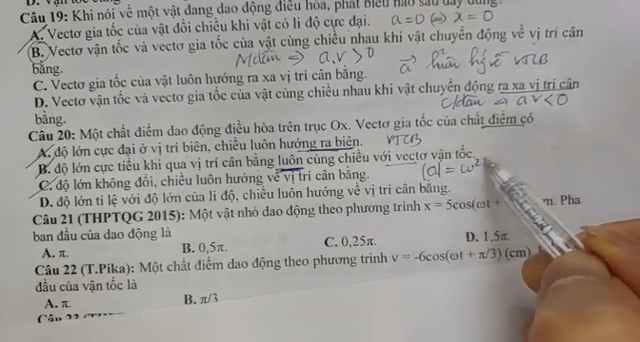 Câu 19: Khi nói về một vật đang dao động điều hòa, phát biểu nào sau đây đúng?
A. Vectơ gia tốc của vật đổi chiều khi vật có li độ cực đại. a=0 ⇔ x=0
B. Vectơ vận tốc và vectơ gia tốc của vật cùng chiều nhau khi vật chuyển động về vị trí cân
bằng. ⇒ a.v>0
C. Vectơ gia tốc của vật luôn hướng ra xa vị trí cân bằng. a VTCB
D. Vectơ vận tốc và vectơ gia tốc của vật cùng chiều nhau khi vật chuyển động ra xa vị trí cân
bằng. ⇒ av<0
Câu 20: Một chất điểm dao động điều hòa trên trục Ox. Vectơ gia tốc của chất điểm có
A. độ lớn cực đại ở vị trí biên, chiều luôn hướng ra biên. VTCB
B. độ lớn cực tiểu khi qua vị trí cân bằng luôn cùng chiều với vectơ vận tốc.
C. độ lớn không đổi, chiều luôn hướng về vị trí cân bằng. |a| = ω²
D. độ lớn tỉ lệ với độ lớn của li độ, chiều luôn hướng về vị trí cân bằng.
Câu 21 (THPTQG 2015): Một vật nhỏ dao động theo phương trình x = 5cos(ωt + m. Pha
ban đầu của dao động là
A. π. B. 0,5π. C. 0,25π. D. 1,5π.
Câu 22 (T.Pika): Một chất điểm dao động theo phương trình v = -6cos(ωt + π/3) (cm)
đầu của vận tốc là
A. π. B. π/3